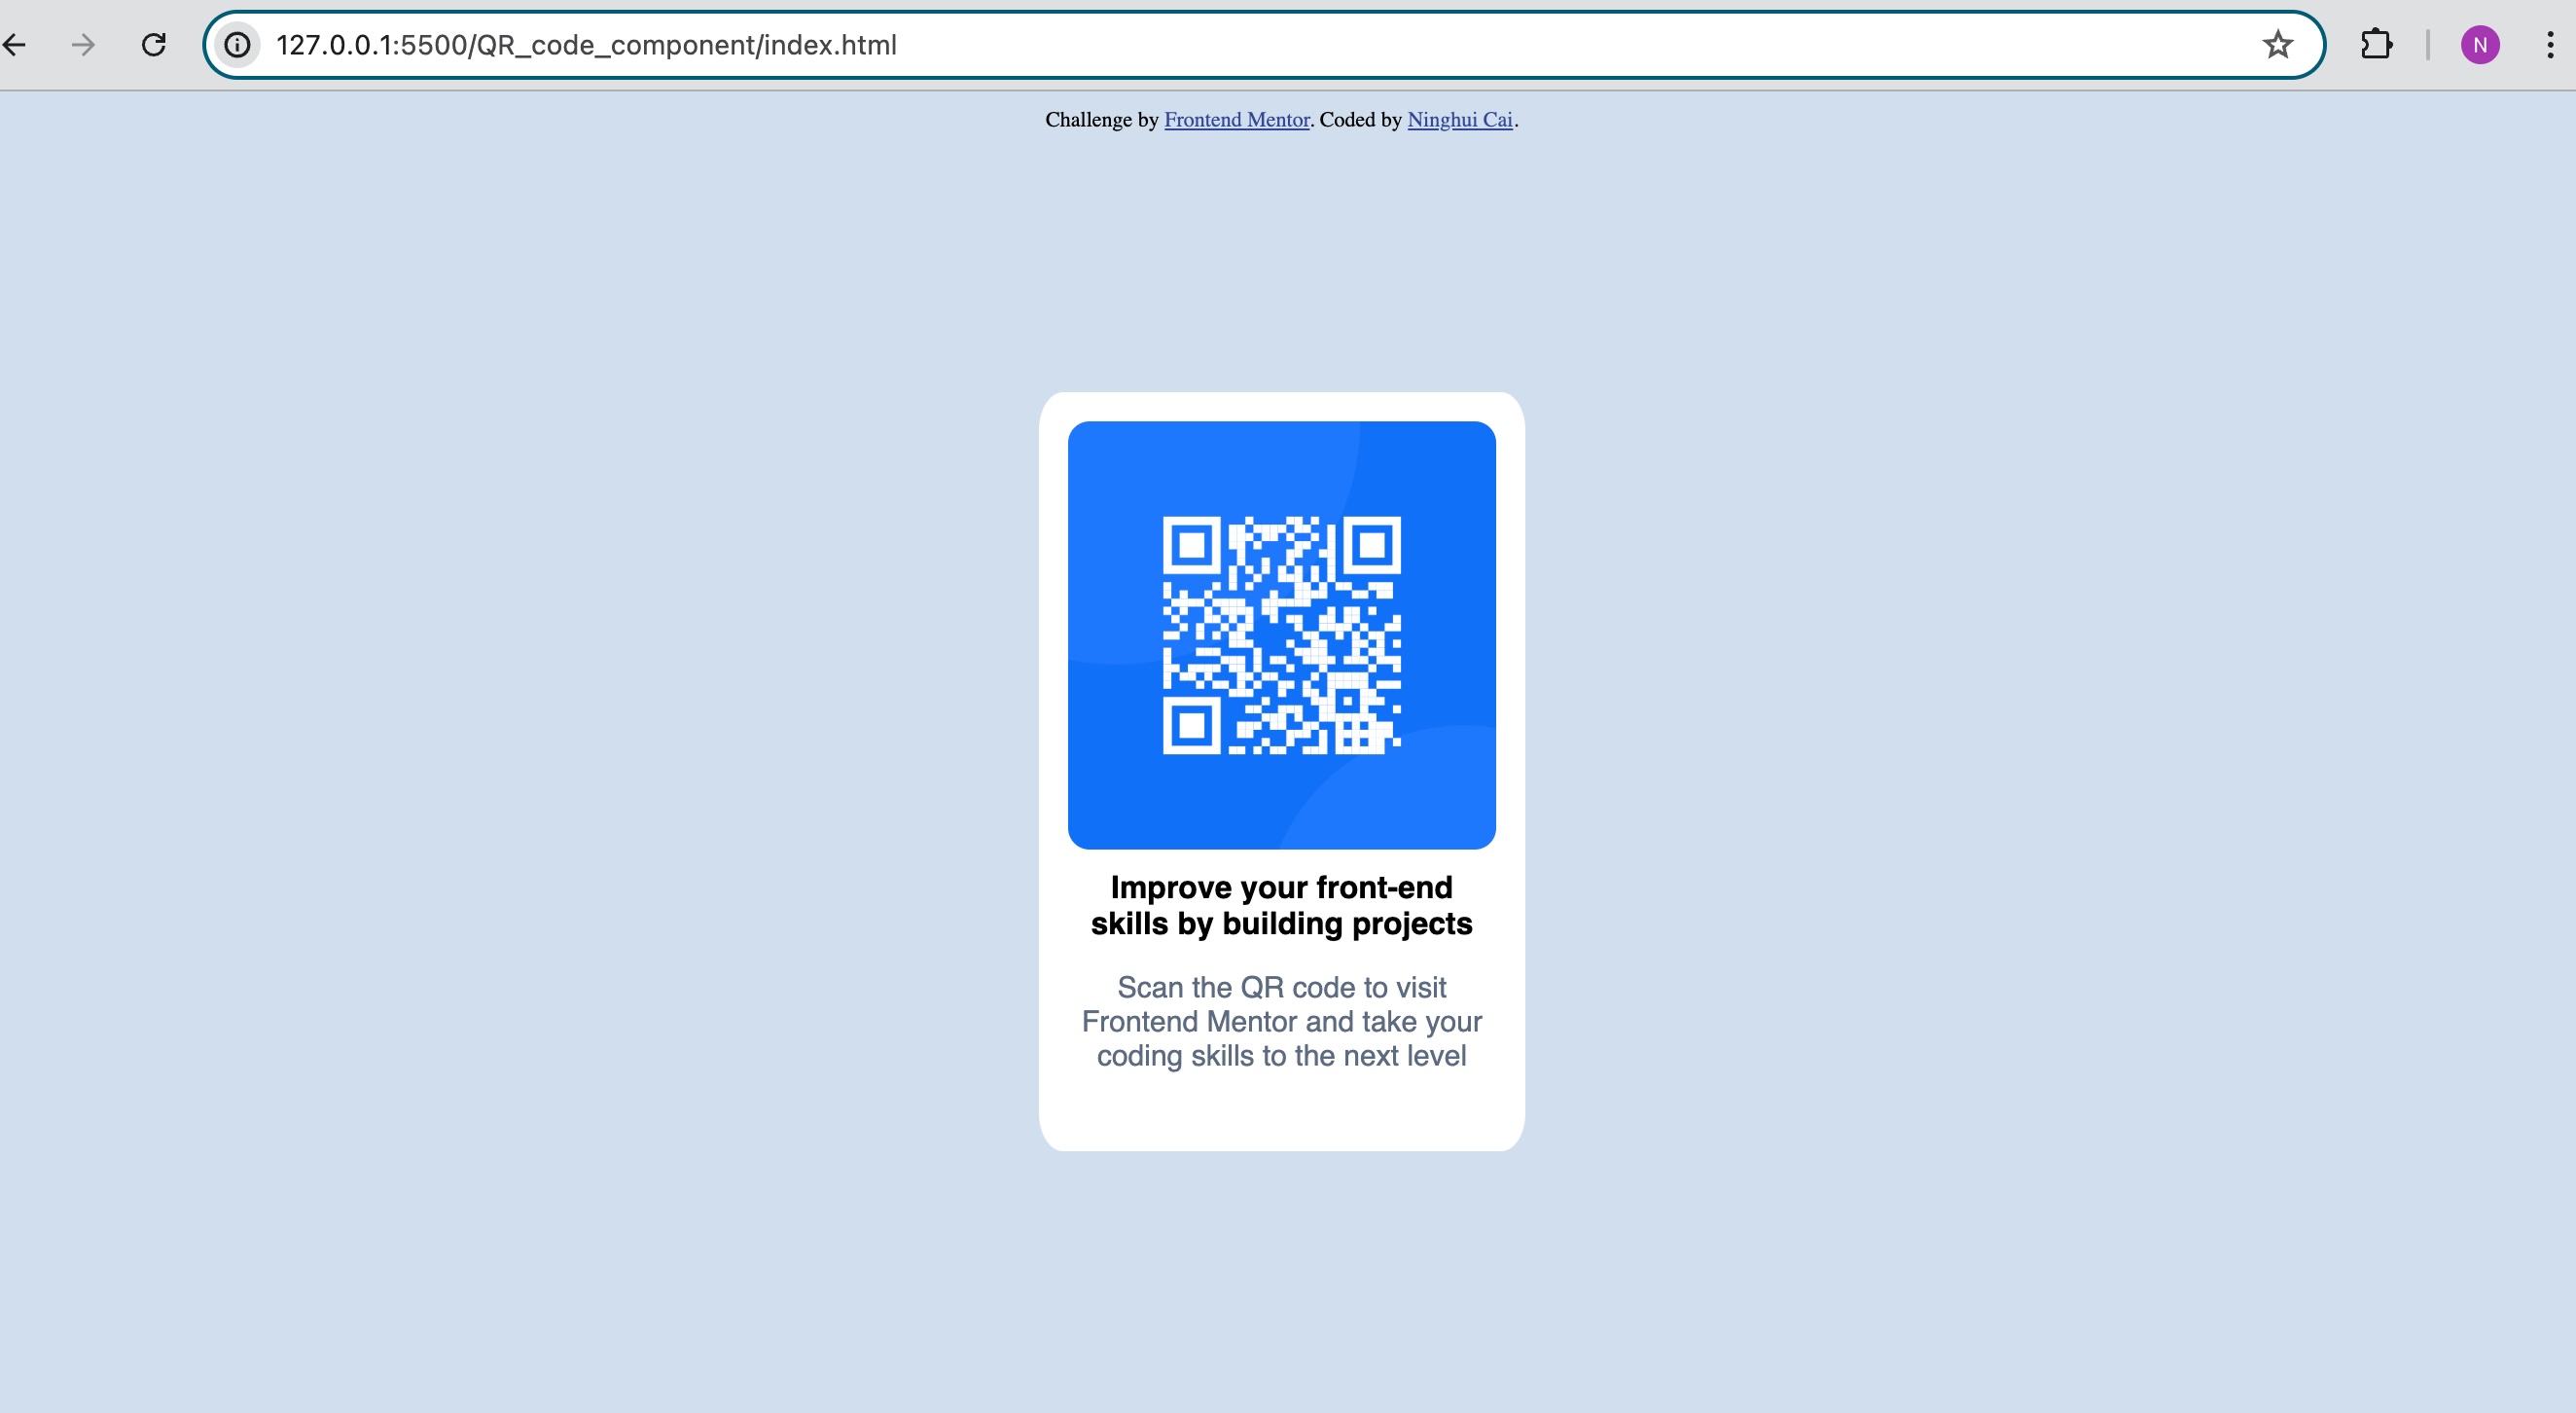 127.0.0.1:5500/QR_code_component/index.html
N
Challenge by Frontend Mentor. Coded by Ninghui Cai.
Improve your front-end
skills by building projects
Scan the QR code to visit
Frontend Mentor and take your
coding skills to the next level